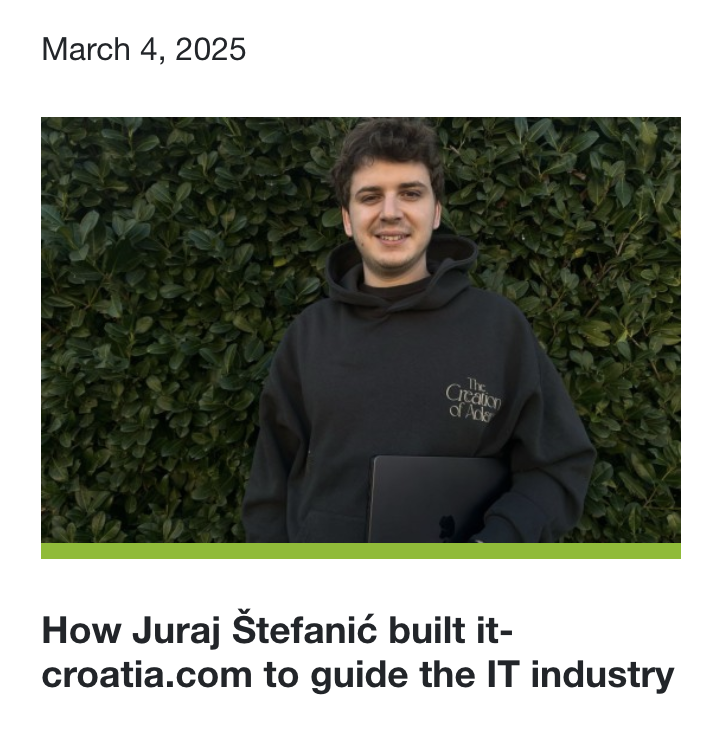 March 4, 2025
The
Creation
of Adam
How Juraj Štefanić built it-
croatia.com to guide the IT industry